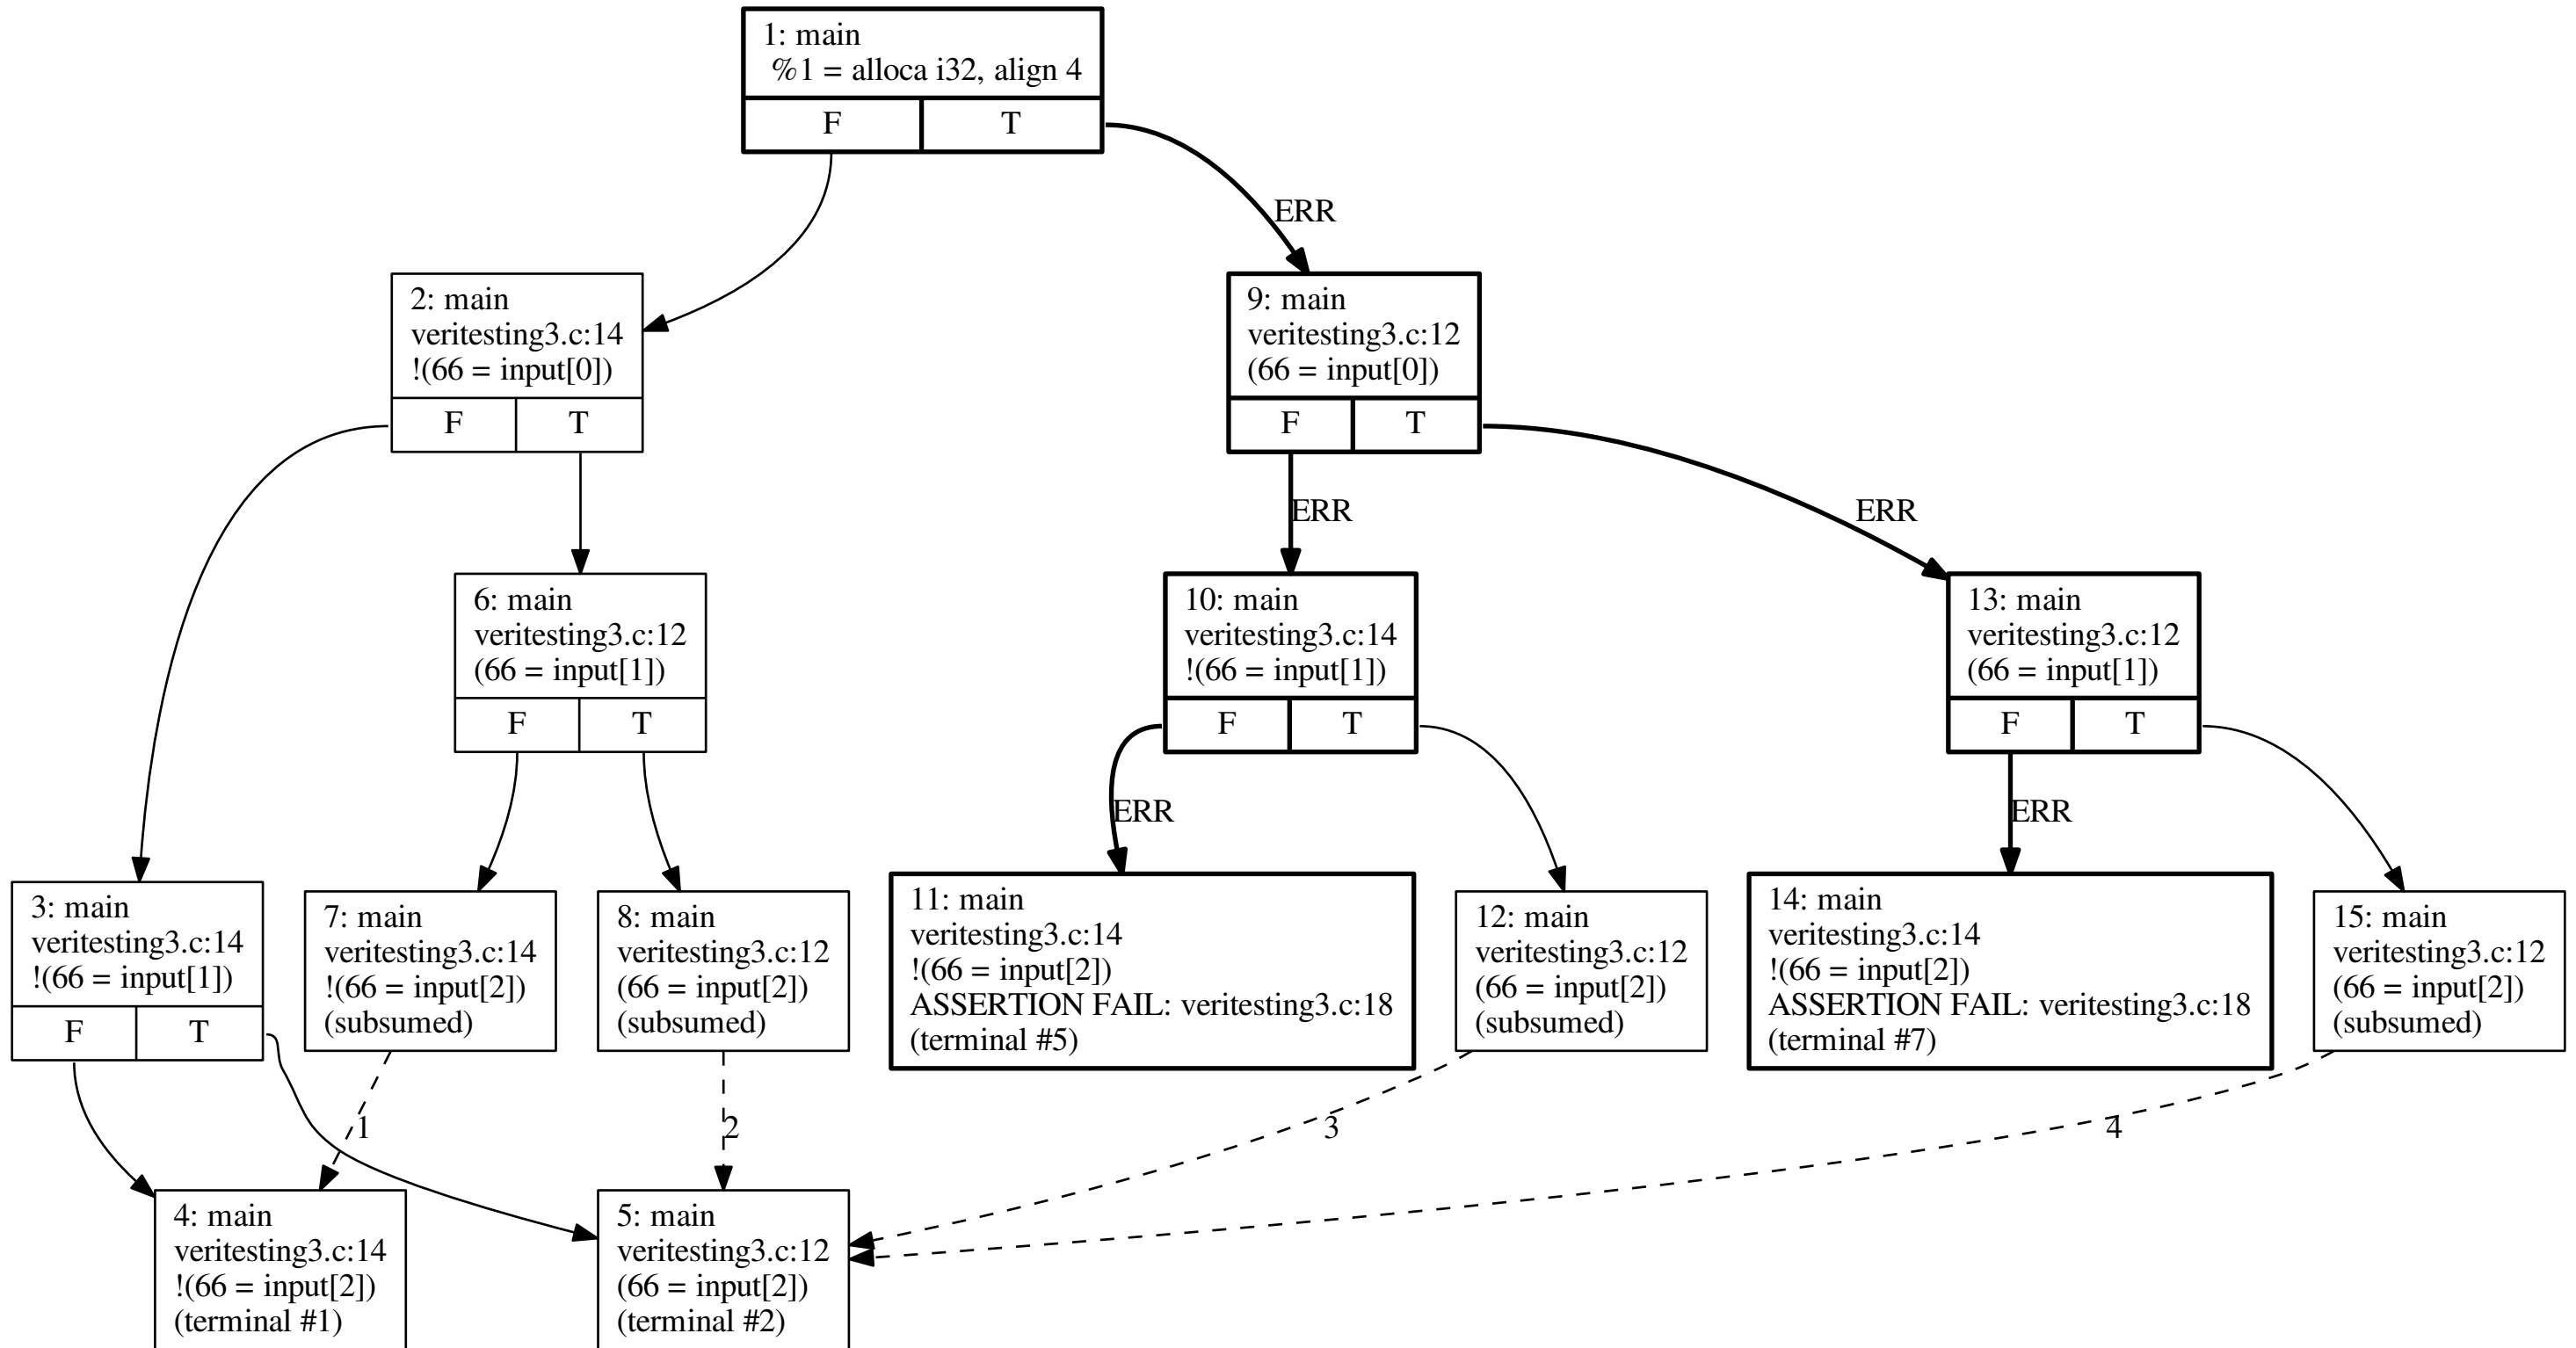 1: main
%1 = alloca i32, align 4
F T
ERR
2: main
veritesting3.c:14
!(66 = input[0])
F T
9: main
veritesting3.c:12
(66 = input[0])
F T
ERR
ERR
6: main
veritesting3.c:12
(66 = input[1])
F T
10: main
veritesting3.c:14
!(66 = input[1])
F T
13: main
veritesting3.c:12
(66 = input[1])
F T
ERR
ERR
3: main
veritesting3.c:14
!(66 = input[1])
F T
7: main
veritesting3.c:14
!(66 = input[2])
(subsumed)
8: main
veritesting3.c:12
(66 = input[2])
(subsumed)
11: main
veritesting3.c:14
!(66 = input[2])
ASSERTION FAIL: veritesting3.c:18
(terminal #5)
12: main
veritesting3.c:12
(66 = input[2])
(subsumed)
14: main
veritesting3.c:14
!(66 = input[2])
ASSERTION FAIL: veritesting3.c:18
(terminal #7)
15: main
veritesting3.c:12
(66 = input[2])
(subsumed)
1
2
3
4
4: main
veritesting3.c:14
!(66 = input[2])
(terminal #1)
5: main
veritesting3.c:12
(66 = input[2])
(terminal #2)